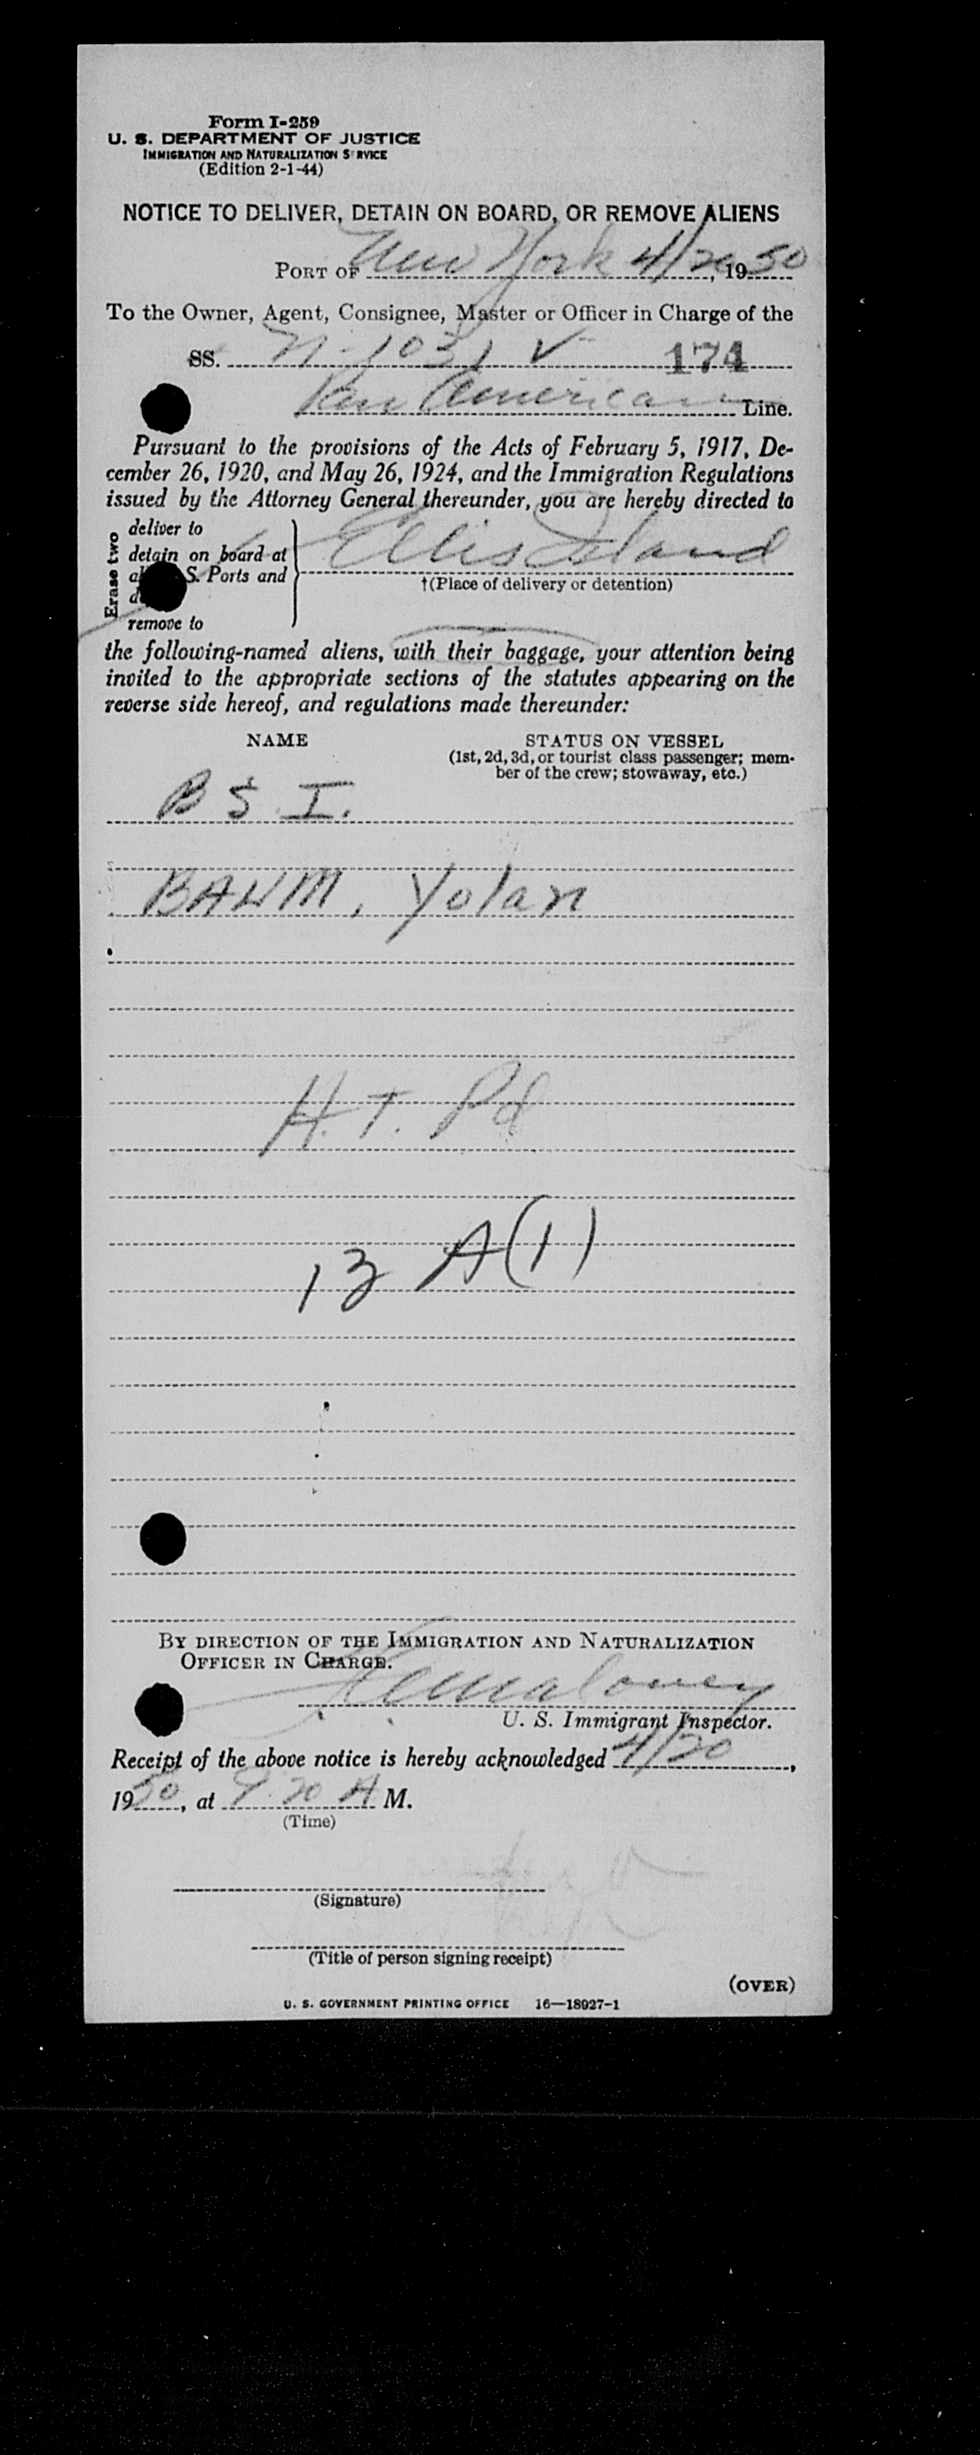 Form I-259
U. S. DEPARTMENT OF JUSTICE
IMMIGRATION AND NATURALIZATION S RVICE
(Edition 2-1-44)
NOTICE TO DELIVER, DETAIN ON BOARD, OR REMOVE ALIENS
PORT OF New York 4/20, 1950
To the Owner, Agent, Consignee, Master or Officer in Charge of the
SS. N-1031 V 174
Pan American Line.
Pursuant to the provisions of the Acts of February 5, 1917, De-
cember 26, 1920, and May 26, 1924, and the Immigration Regulations
issued by the Attorney General thereunder, you are hereby directed to
Erase two
deliver to
detain on board at
S. Ports and
remove to
Ellis Island
†(Place of delivery or detention)
the following-named aliens, with their baggage, your attention being
invited to the appropriate sections of the statutes appearing on the
reverse side hereof, and regulations made thereunder:
NAME STATUS ON VESSEL
(1st, 2d, 3d, or tourist class passenger; mem-
ber of the crew; stowaway, etc.)
B S I.
BAUM, Yolan
H. T. Pd
13 A(1)
BY DIRECTION OF THE IMMIGRATION AND NATURALIZATION
OFFICER IN CHARGE.
U. S. Immigrant Inspector.
Receipt of the above notice is hereby acknowledged 4/20,
1950, at 9.20 A M.
(Time)
(Signature)
(Title of person signing receipt)
(OVER)
U. S. GOVERNMENT PRINTING OFFICE 16—18027-1